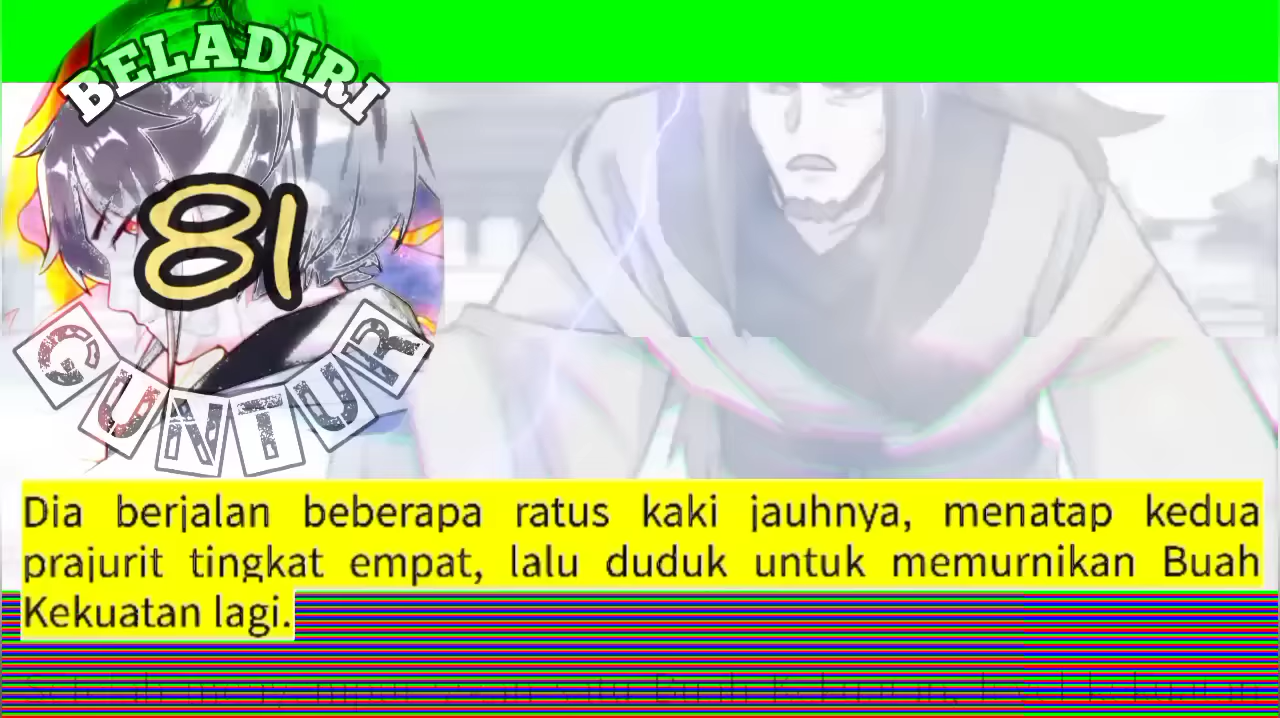 BELADIRI
81
GUNTUR
Dia berjalan beberapa ratus kaki jauhnya, menatap kedua
prajurit tingkat empat, lalu duduk untuk memurnikan Buah
Kekuatan lagi.